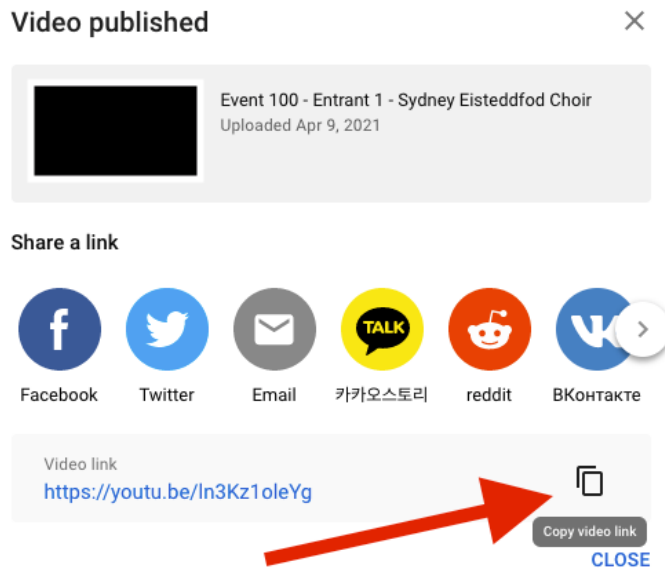 Video published
Event 100 - Entrant 1 - Sydney Eisteddfod Choir
Uploaded Apr 9, 2021
Share a link
f
TALK
Facebook
Twitter
Email
카카오스토리
reddit
ВКонтакте
Video link
https://youtu.be/ln3Kz1oleYg
Copy video link
CLOSE